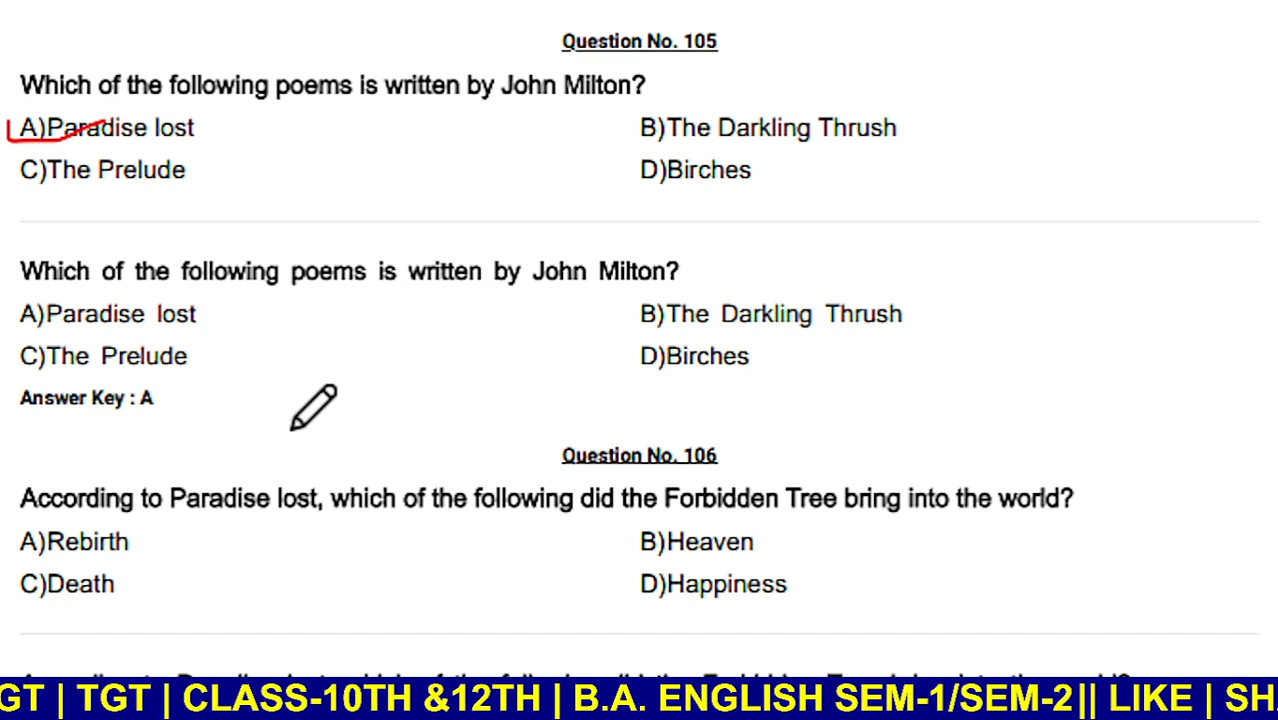 Question No. 105
Which of the following poems is written by John Milton?
A)Paradise lost B)The Darkling Thrush
C)The Prelude D)Birches
Which of the following poems is written by John Milton?
A)Paradise lost B)The Darkling Thrush
C)The Prelude D)Birches
Answer Key : A
Question No. 106
According to Paradise lost, which of the following did the Forbidden Tree bring into the world?
A)Rebirth B)Heaven
C)Death D)Happiness
GT | TGT | CLASS-10TH &12TH | B.A. ENGLISH SEM-1/SEM-2|| LIKE | SH